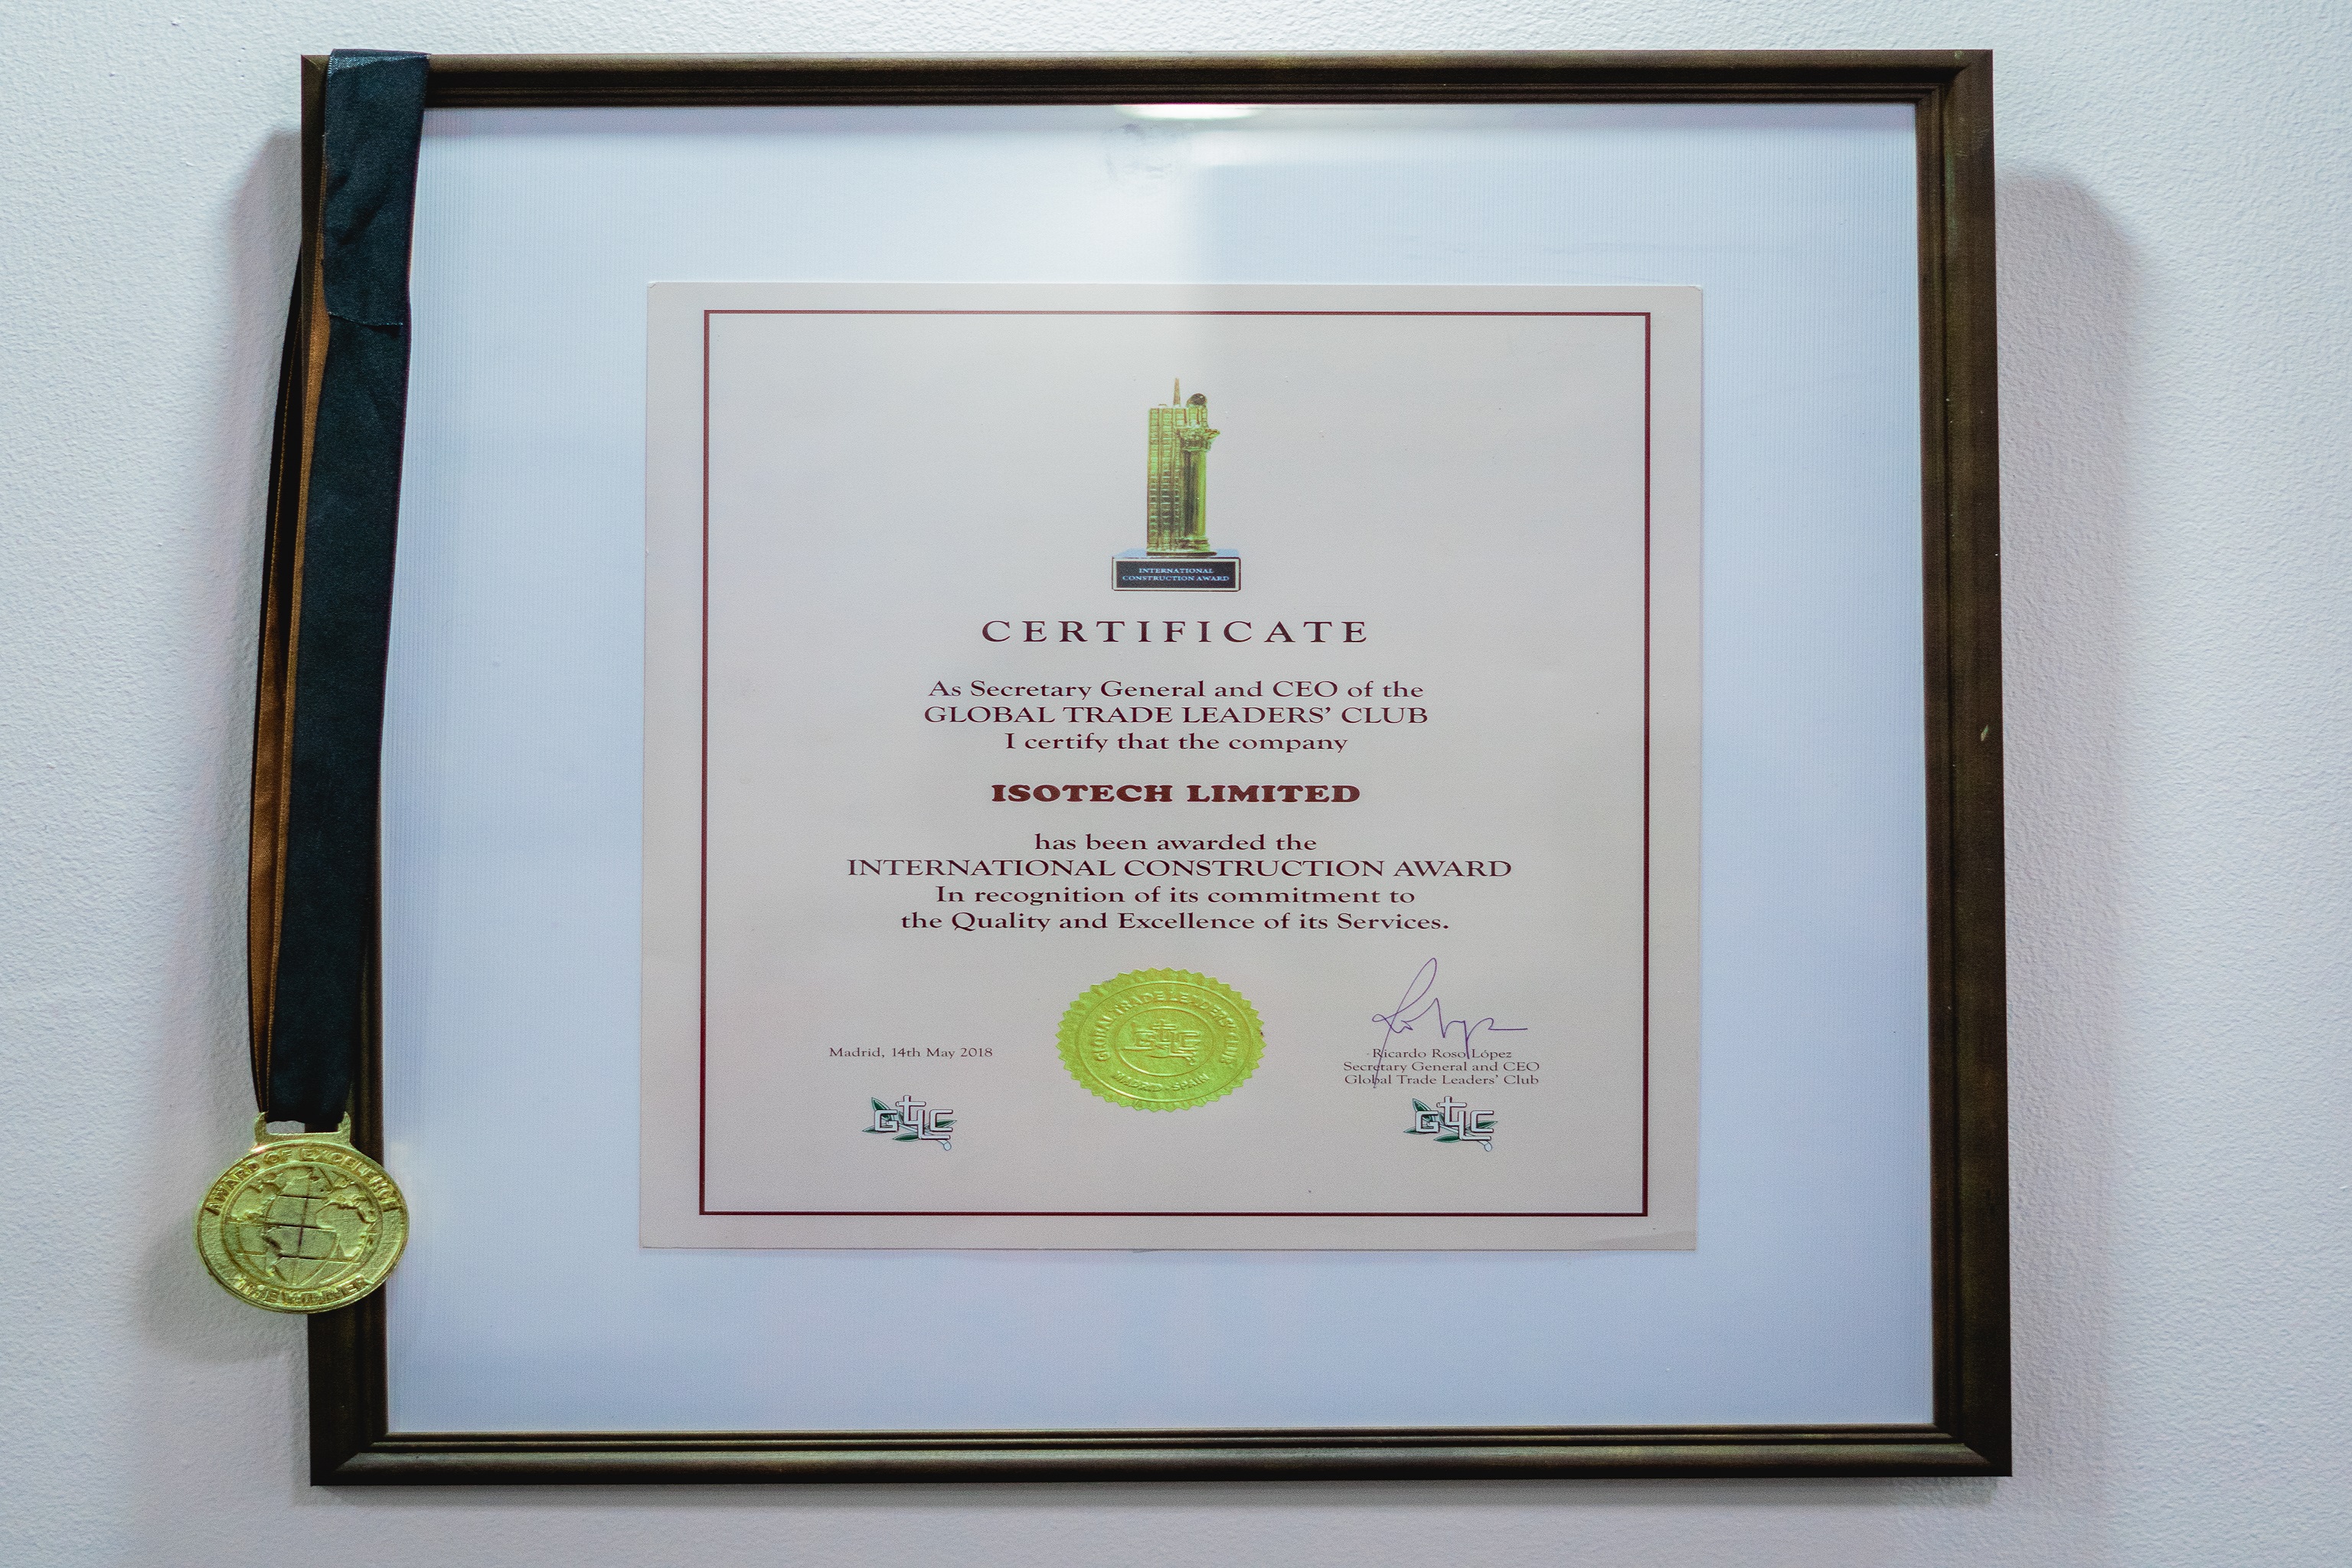 INTERNATIONAL
CONSTRUCTION AWARD
CERTIFICATE
As Secretary General and CEO of the
GLOBAL TRADE LEADERS' CLUB
I certify that the company
ISOTECH LIMITED
has been awarded the
INTERNATIONAL CONSTRUCTION AWARD
In recognition of its commitment to
the Quality and Excellence of its Services.
GLOBAL TRADE LEADERS' CLUB
GTLC
MADRID - SPAIN
Madrid, 14th May 2018
Ricardo Roso López
Secretary General and CEO
Global Trade Leaders' Club
GTLC
GTLC
AWARD OF EXCELLENCE
THE WINNER